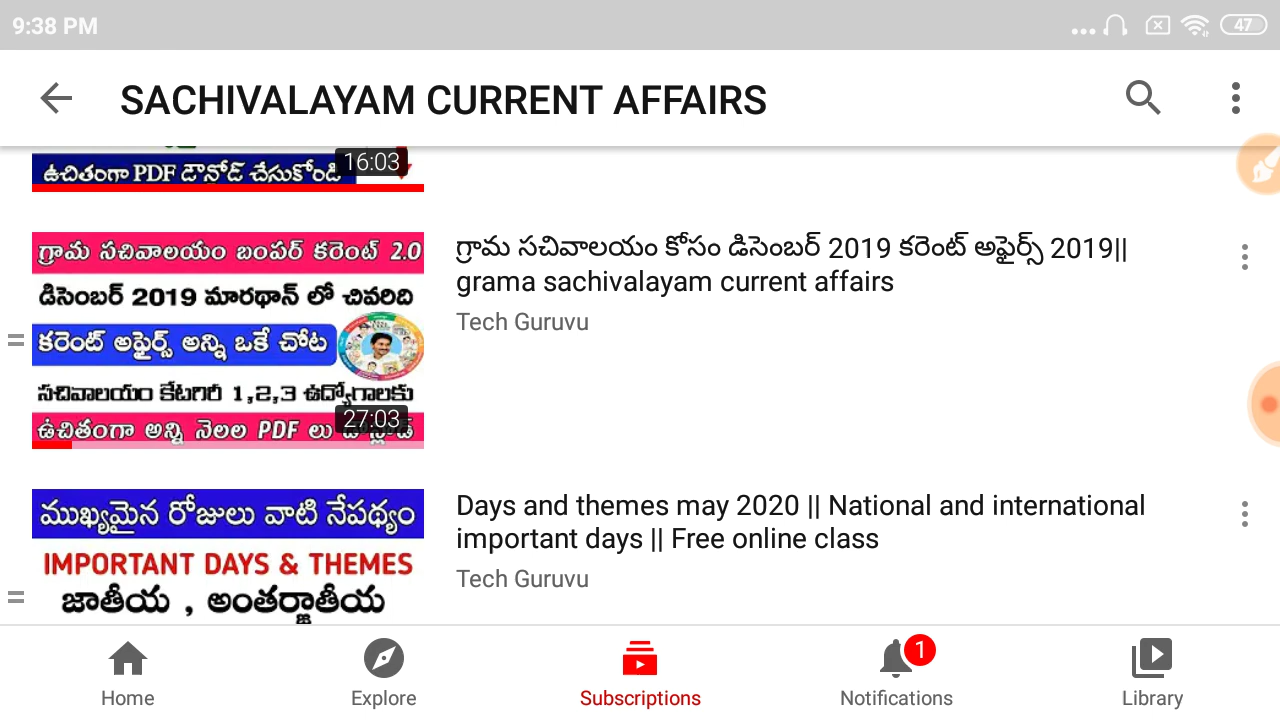 9:38 PM
47
SACHIVALAYAM CURRENT AFFAIRS
ఉచితంగా PDF డౌన్లోడ్ చేసుకోండి
16:03
గ్రామ సచివాలయం బంపర్ కరెంట్ 2.0
డిసెంబర్ 2019 మారథాన్ లో చివరిది
కరెంట్ అఫైర్స్ అన్ని ఒకే చోట
సచివాలయం కేటగిరీ 1,2,3 ఉద్యోగాలకు
ఉచితంగా అన్ని నెలల PDF లు డౌన్లోడ్
27:03
గ్రామ సచివాలయం కోసం డిసెంబర్ 2019 కరెంట్ అఫైర్స్ 2019||
grama sachivalayam current affairs
Tech Guruvu
ముఖ్యమైన రోజులు వాటి నేపథ్యం
IMPORTANT DAYS & THEMES
జాతీయ , అంతర్జాతీయ
Days and themes may 2020 || National and international
important days || Free online class
Tech Guruvu
Home
Explore
Subscriptions
1
Notifications
Library